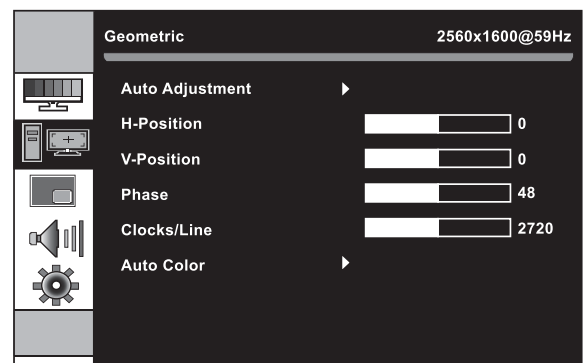 Geometric 2560x1600@59Hz
Auto Adjustment
H-Position 0
V-Position 0
Phase 48
Clocks/Line 2720
Auto Color